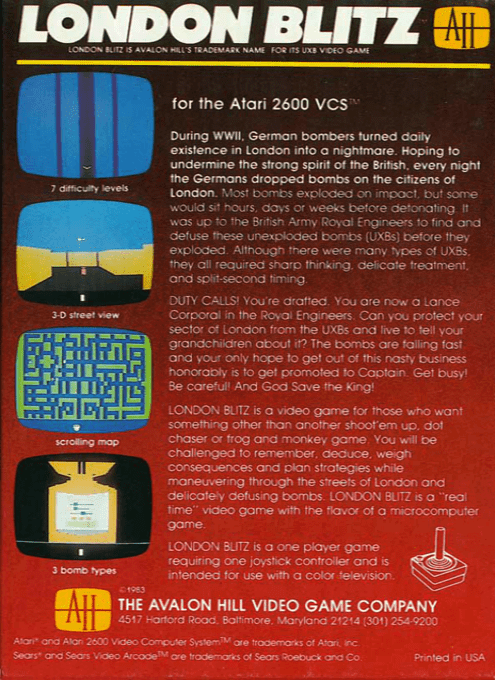 LONDON BLITZ™
AH
LONDON BLITZ IS AVALON HILL'S TRADEMARK NAME FOR ITS UXB VIDEO GAME
for the Atari 2600 VCS™
During WWII, German bombers turned daily
existence in London into a nightmare. Hoping to
undermine the strong spirit of the British, every night
the Germans dropped bombs on the citizens of
London. Most bombs exploded on impact, but some
would sit hours, days or weeks before detonating. It
was up to the British Army Royal Engineers to find and
defuse these unexploded bombs (UXBs) before they
exploded. Although there were many types of UXBs,
they all required sharp thinking, delicate treatment,
and split-second timing.
DUTY CALLS! You're drafted. You are now a Lance
Corporal in the Royal Engineers. Can you protect your
sector of London from the UXBs and live to tell your
grandchildren about it? The bombs are falling fast
and your only hope to get out of this nasty business
honorably is to get promoted to Captain. Get busy!
Be careful! And God Save the King!
LONDON BLITZ is a video game for those who want
something other than another shoot'em up, dot
chaser or frog and monkey game. You will be
challenged to remember, deduce, weigh
consequences and plan strategies while
maneuvering through the streets of London and
delicately defusing bombs. LONDON BLITZ is a "real
time" video game with the flavor of a microcomputer
game.
LONDON BLITZ is a one player game
requiring one joystick controller and is
intended for use with a color television.
7 difficulty levels
3-D street view
scrolling map
3 bomb types
©1983
AH
THE AVALON HILL VIDEO GAME COMPANY
4517 Harford Road, Baltimore, Maryland 21214 (301) 254-9200
Atari® and Atari 2600 Video Computer System™ are trademarks of Atari, Inc.
Sears® and Sears Video Arcade™ are trademarks of Sears Roebuck and Co.
Printed in USA